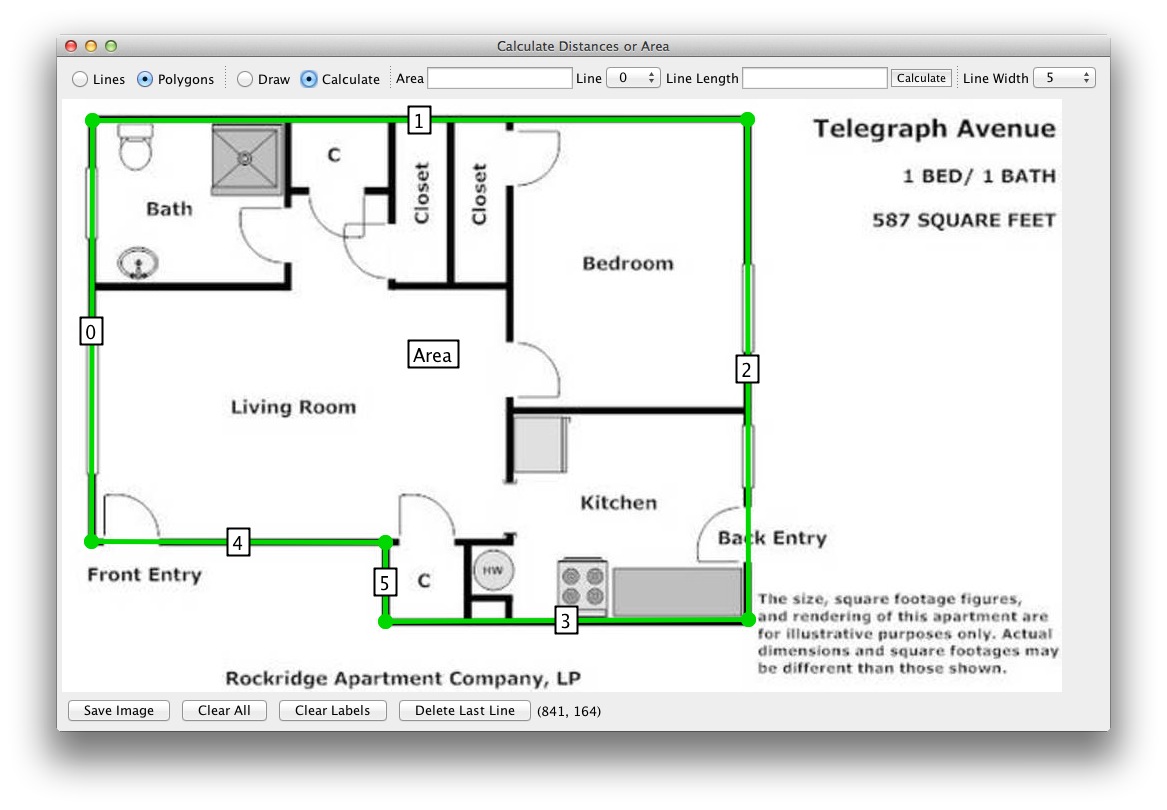 Calculate Distances or Area
Lines Polygons Draw Calculate Area Line 0 Line Length Calculate Line Width 5
1
Telegraph Avenue
1 BED/ 1 BATH
587 SQUARE FEET
C
Closet
Closet
Bath
Bedroom
0
Area
2
Living Room
Kitchen
Back Entry
4
Front Entry
5
C
HW
3
The size, square footage figures,
and rendering of this apartment are
for illustrative purposes only. Actual
dimensions and square footages may
be different than those shown.
Rockridge Apartment Company, LP
Save Image Clear All Clear Labels Delete Last Line (841, 164)